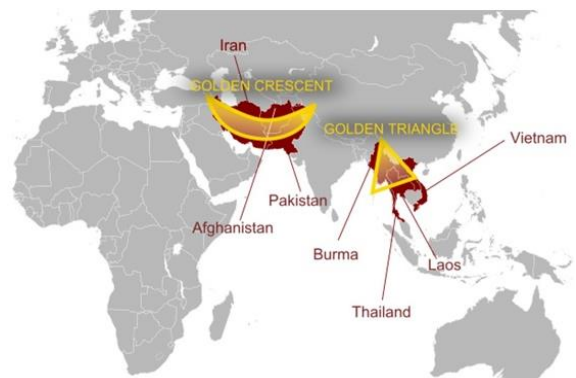 Iran
GOLDEN CRESCENT
GOLDEN TRIANGLE
Vietnam
Pakistan
Afghanistan
Burma
Laos
Thailand